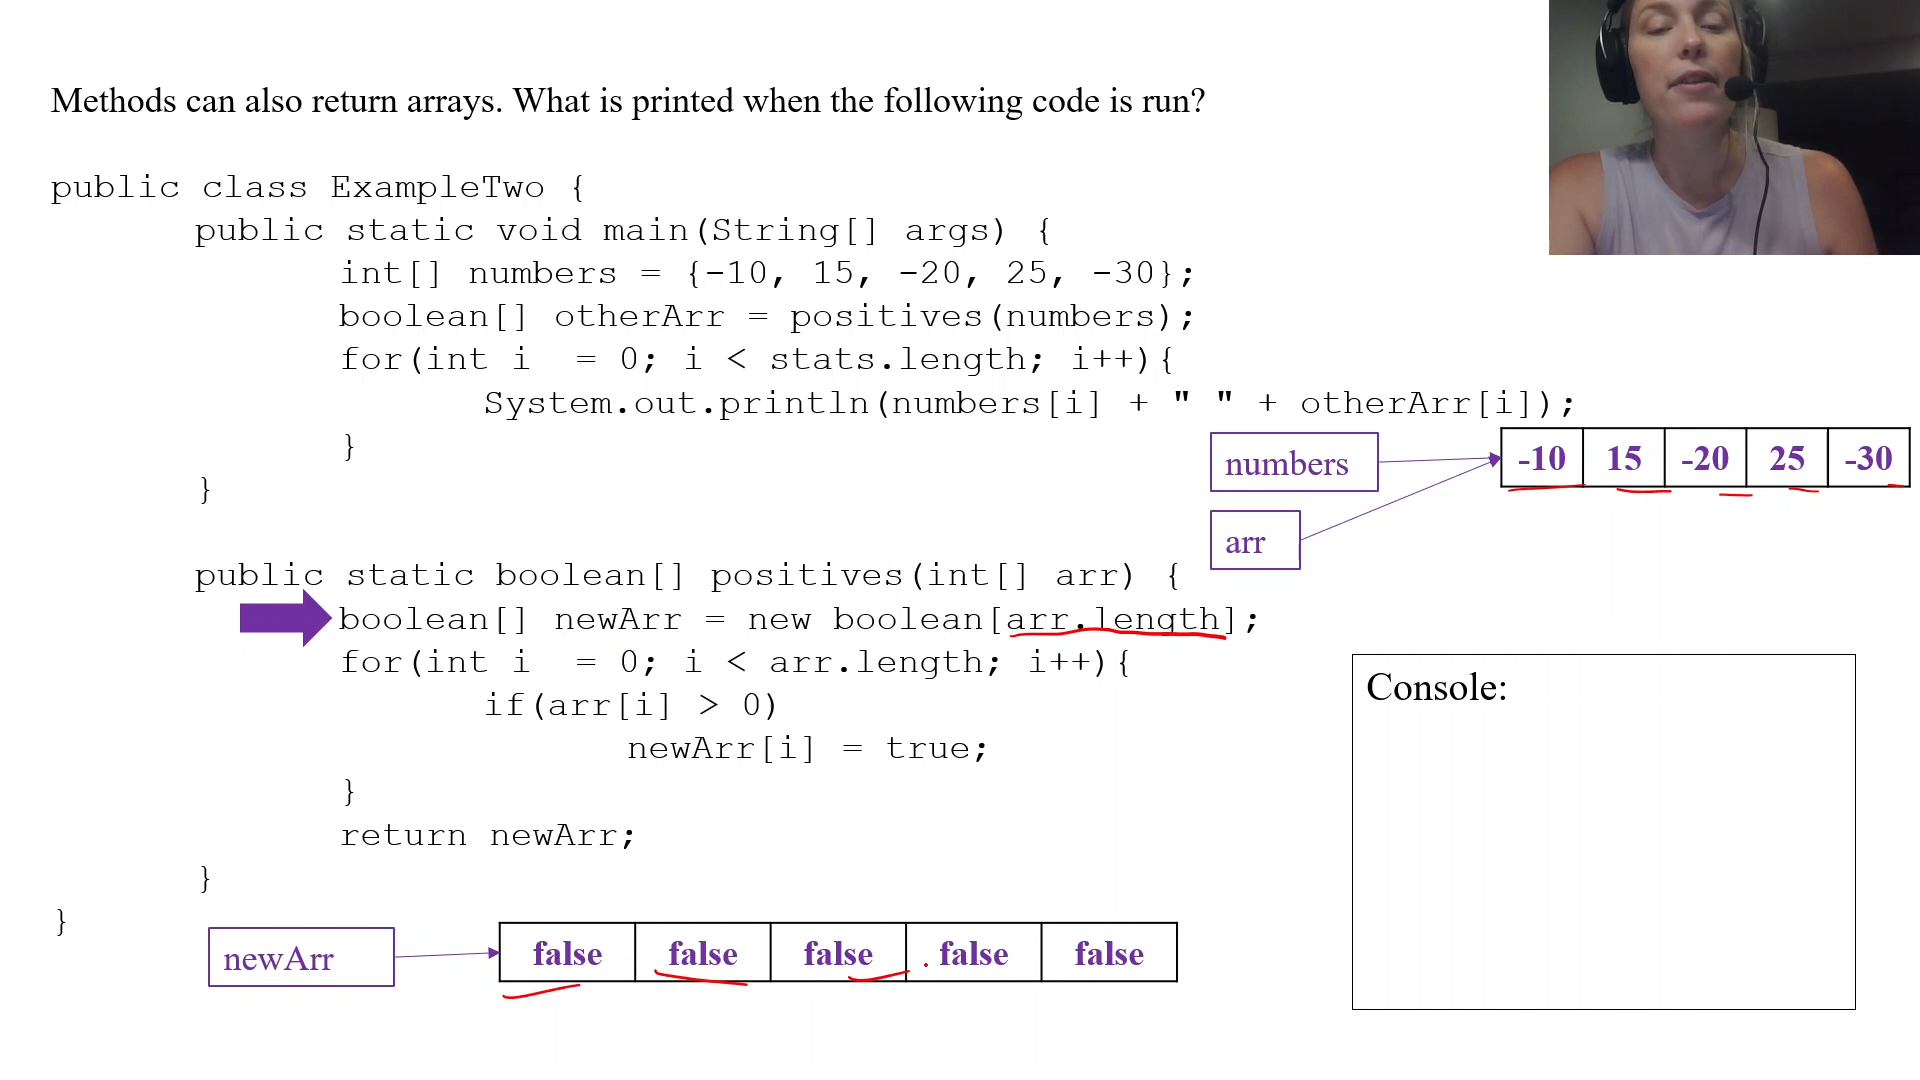 Methods can also return arrays. What is printed when the following code is run?
public class ExampleTwo {
public static void main(String[] args) {
int[] numbers = {-10, 15, -20, 25, -30};
boolean[] otherArr = positives(numbers);
for(int i  = 0; i < stats.length; i++){
System.out.println(numbers[i] + " " + otherArr[i]);
}
}
numbers
-10 15 -20 25 -30
arr
public static boolean[] positives(int[] arr) {
boolean[] newArr = new boolean[arr.length];
for(int i  = 0; i < arr.length; i++){
if(arr[i] > 0)
newArr[i] = true;
}
return newArr;
}
}
Console:
newArr
false false false false false